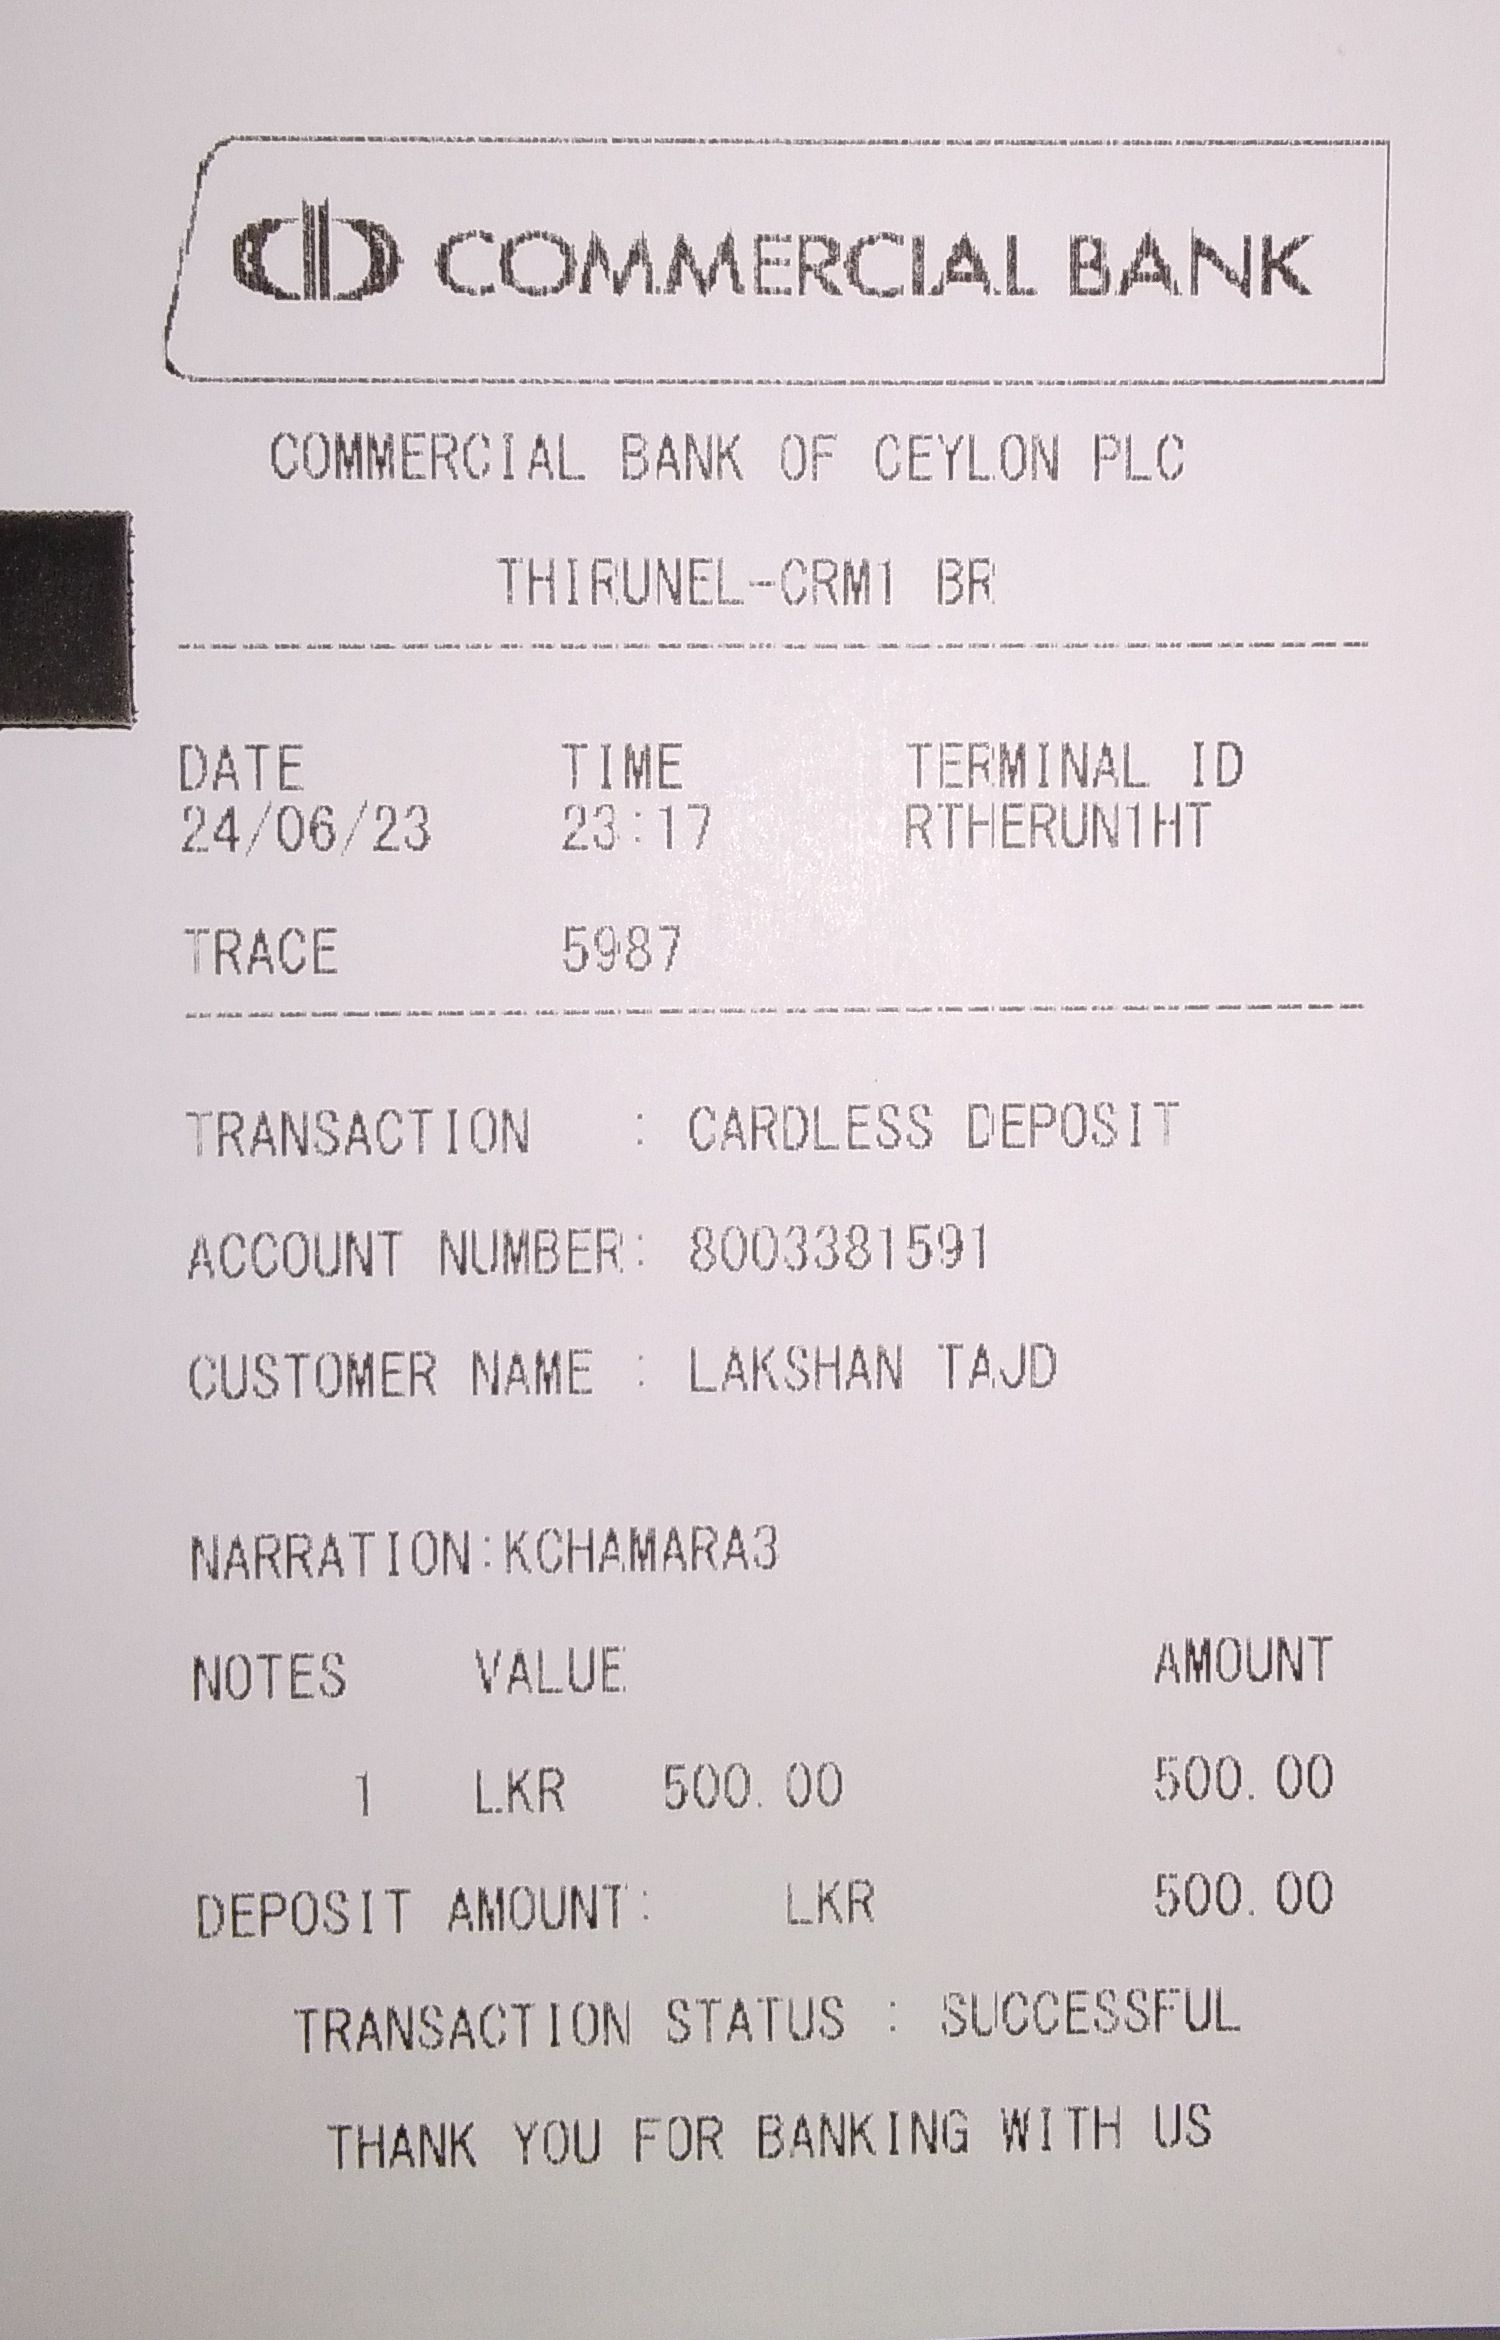 COMMERCIAL BANK
COMMERCIAL BANK OF CEYLON PLC
THIRUNEL-CRM1 BR
DATE TIME TERMINAL ID
24/06/23 23:17 RTHERUN1HT
TRACE 5987
TRANSACTION : CARDLESS DEPOSIT
ACCOUNT NUMBER: 8003381591
CUSTOMER NAME : LAKSHAN TAJD
NARRATION:KCHAMARA3
NOTES VALUE AMOUNT
1 LKR 500.00 500.00
DEPOSIT AMOUNT: LKR 500.00
TRANSACTION STATUS : SUCCESSFUL
THANK YOU FOR BANKING WITH US